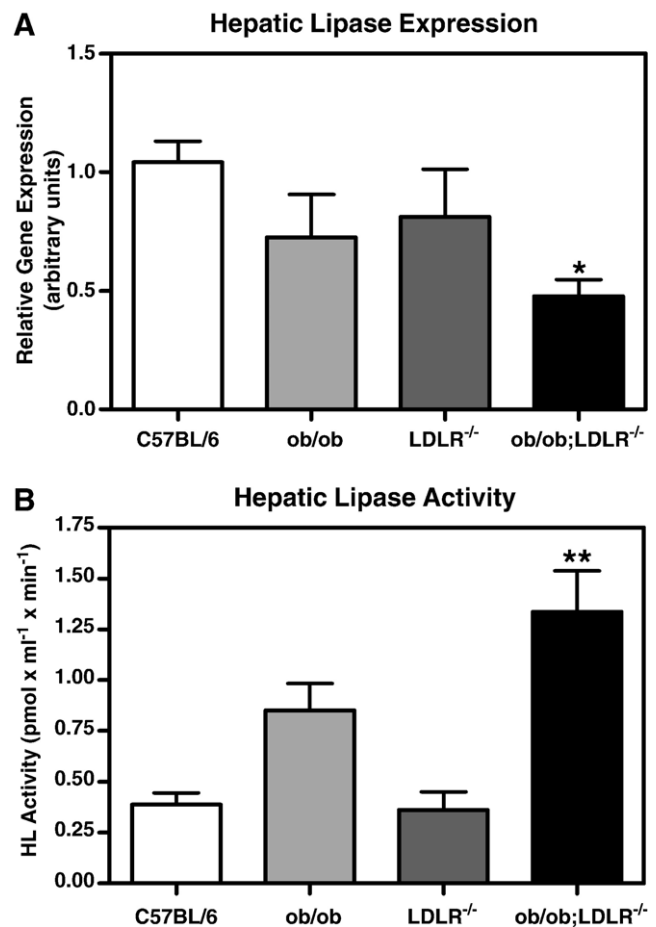 A
Hepatic Lipase Expression
Relative Gene Expression
(arbitrary units)
1.5
1.0
0.5
0.0
*
C57BL/6 ob/ob LDLR⁻/⁻ ob/ob;LDLR⁻/⁻
B
Hepatic Lipase Activity
HL Activity (pmol x ml⁻¹ x min⁻¹)
1.75
1.50
1.25
1.00
0.75
0.50
0.25
0.00
**
C57BL/6 ob/ob LDLR⁻/⁻ ob/ob;LDLR⁻/⁻